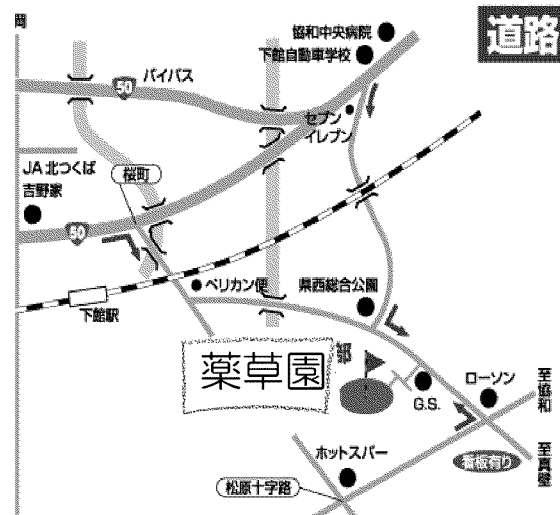 岡
協和中央病院
下館自動車学校
道路
バイパス
50
セブン
イレブン
JA 北つくば
吉野家
桜町
50
ペリカン便
県西総合公園
下館駅
部
薬草園
ローソン
至協和
G.S.
ホットスパー
看板有り
至真壁
松原十字路